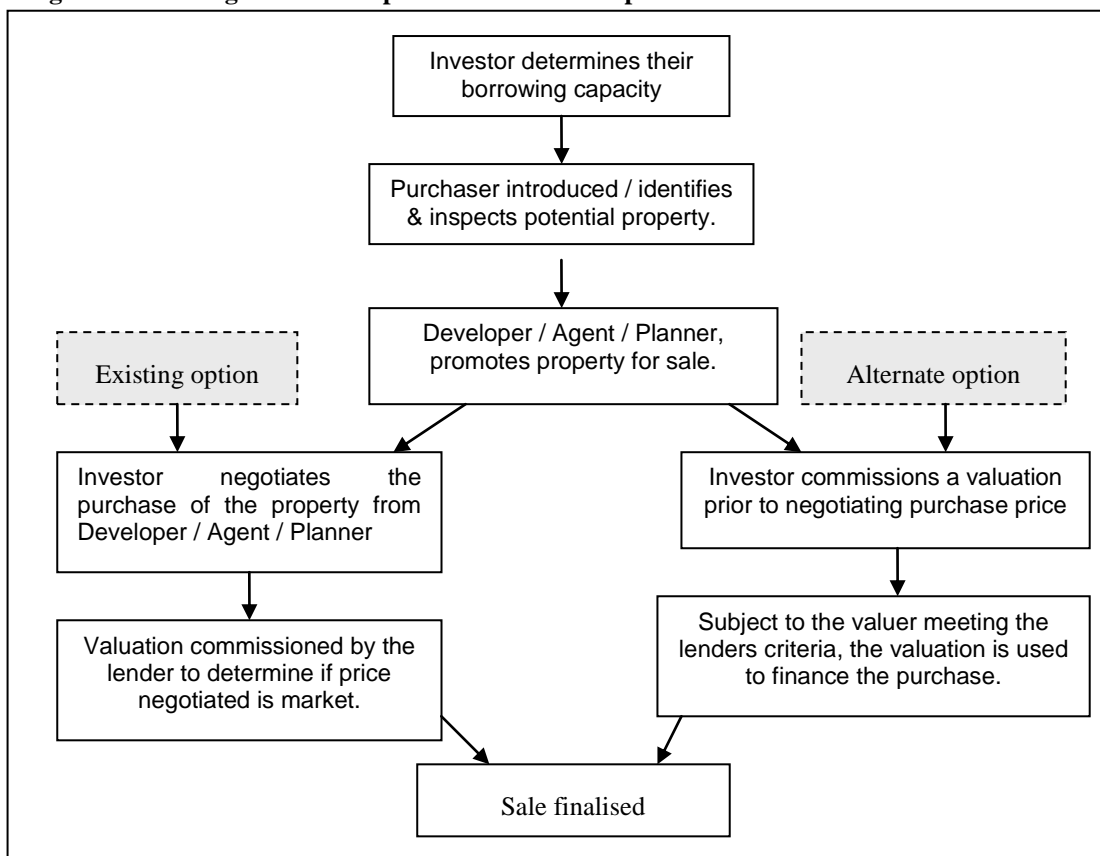 Investor determines their
borrowing capacity
Purchaser introduced / identifies
& inspects potential property.
Developer / Agent / Planner,
promotes property for sale.
Existing option
Alternate option
Investor negotiates the
purchase of the property from
Developer / Agent / Planner
Investor commissions a valuation
prior to negotiating purchase price
Valuation commissioned by the
lender to determine if price
negotiated is market.
Subject to the valuer meeting the
lenders criteria, the valuation is used
to finance the purchase.
Sale finalised